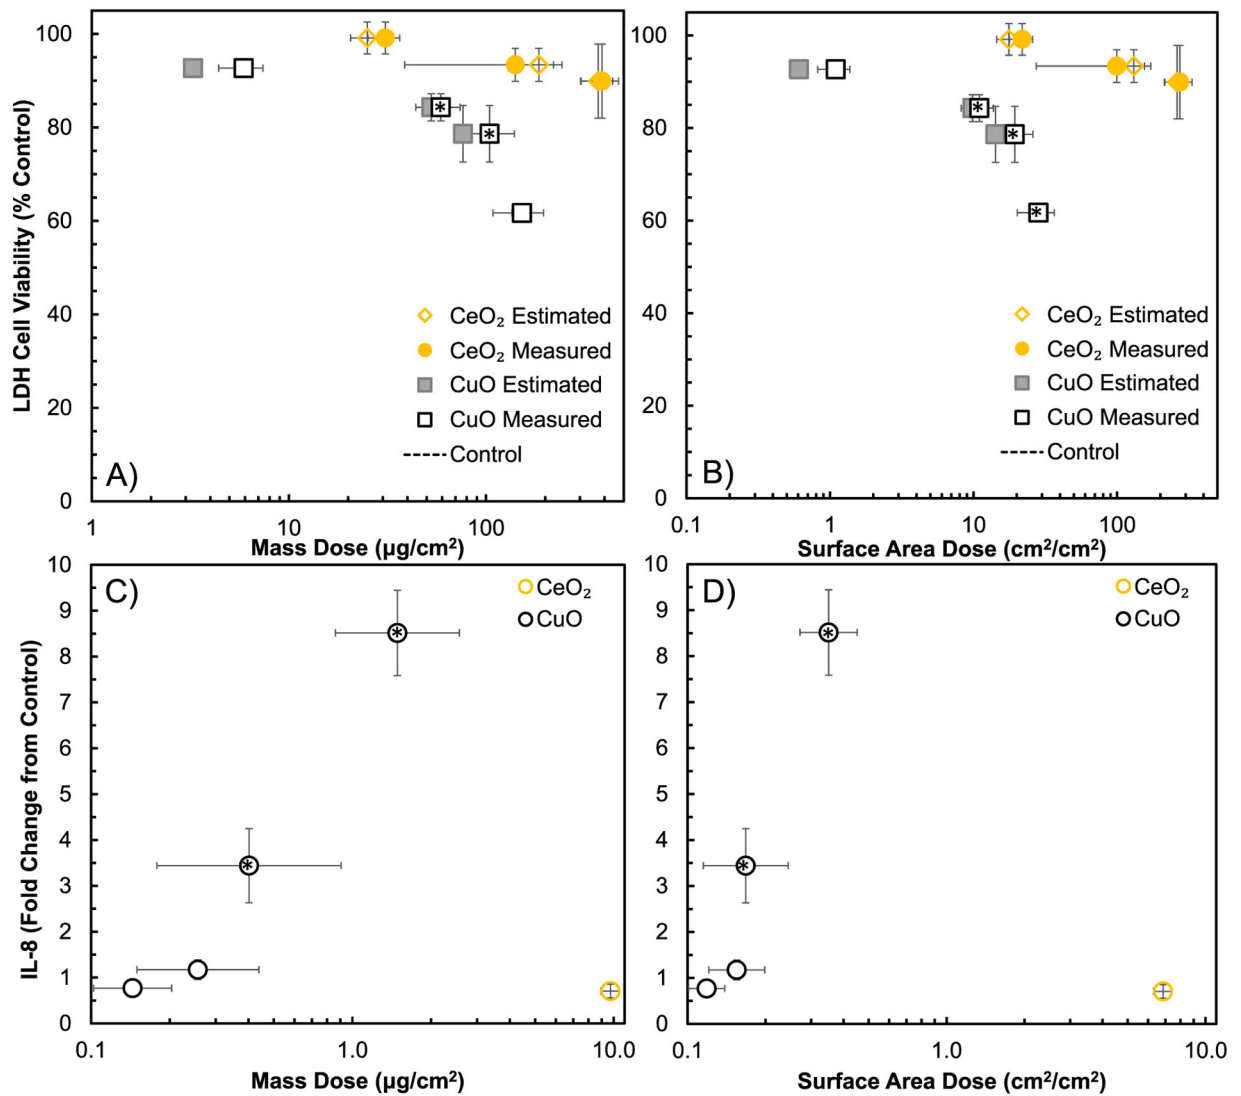 LDH Cell Viability (% Control)
100
80
60
40
20
0
CeO₂ Estimated
CeO₂ Measured
CuO Estimated
CuO Measured
Control
A)
1
10
100
Mass Dose (µg/cm²)
100
80
60
40
20
0
CeO₂ Estimated
CeO₂ Measured
CuO Estimated
CuO Measured
Control
B)
0.1
1
10
100
Surface Area Dose (cm²/cm²)
IL-8 (Fold Change from Control)
10
9
8
7
6
5
4
3
2
1
0
C)
CeO₂
CuO
0.1
1.0
10.0
Mass Dose (µg/cm²)
10
9
8
7
6
5
4
3
2
1
0
D)
CeO₂
CuO
0.1
1.0
10.0
Surface Area Dose (cm²/cm²)